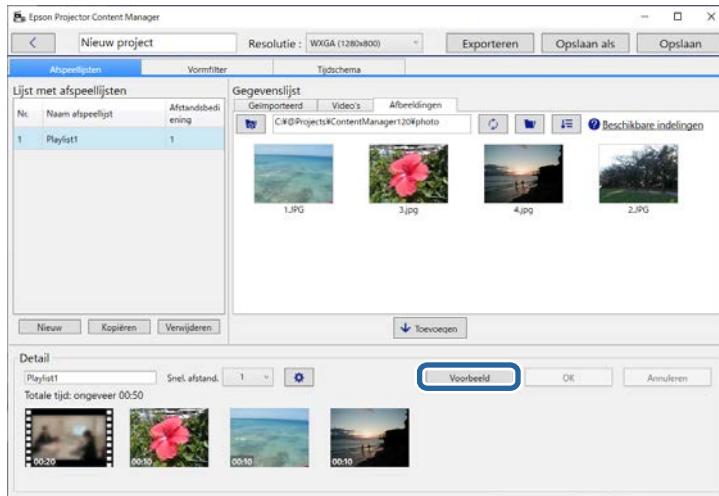 Epson Projector Content Manager
Nieuw project Resolutie : WXGA (1280x800) Exporteren Opslaan als Opslaan
Afspeellijsten Vormfilter Tijdschema
Lijst met afspeellijsten
Nr. Naam afspeellijst Afstandsbedi
ening
1 Playlist1 1
Nieuw Kopiëren Verwijderen
Gegevenslijst
Geïmporteerd Video's Afbeeldingen
C:¥@Projects¥ContentManager120¥photo Beschikbare indelingen
1.JPG 3.jpg 4.jpg 2.JPG
Toevoegen
Detail
Playlist1 Snel. afstand. 1 Voorbeeld OK Annuleren
Totale tijd: ongeveer 00:50
00:20 00:10 00:10 00:10